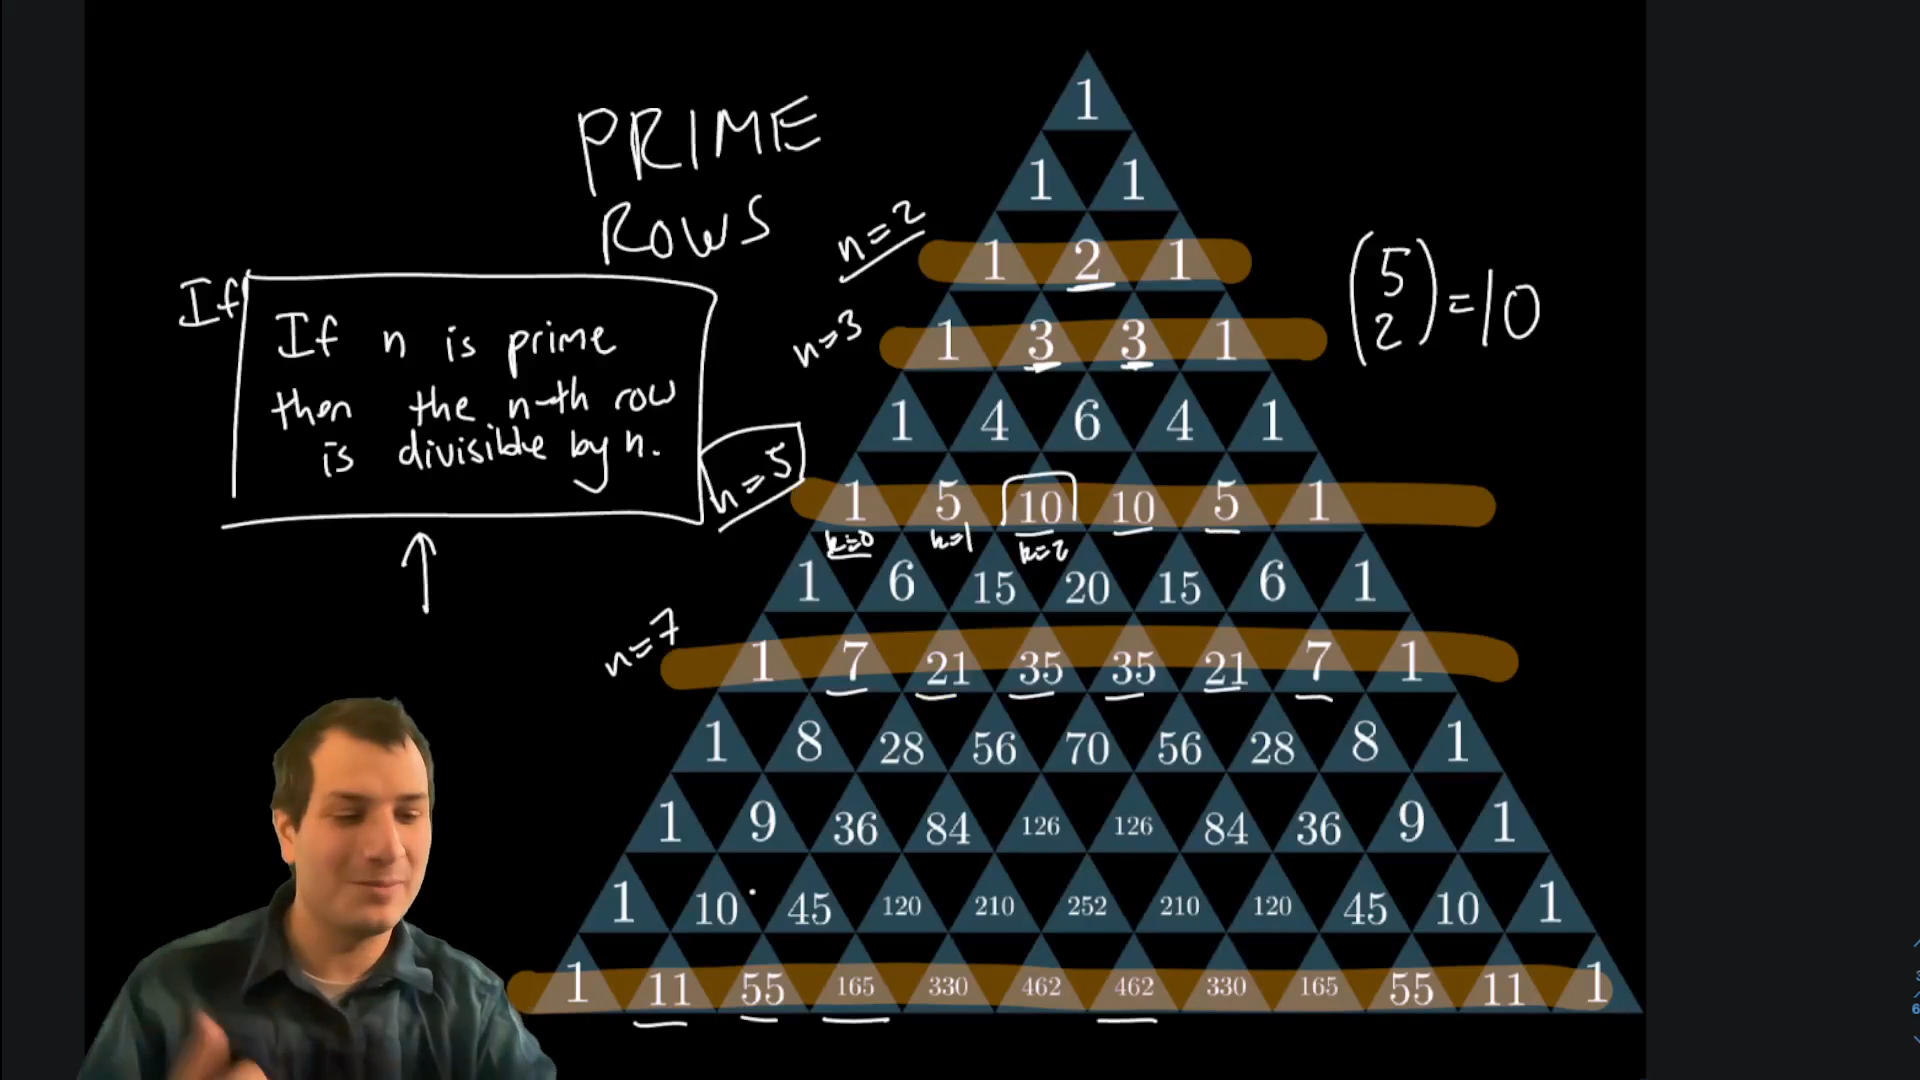 PRIME
ROWS
If
If n is prime
then the n-th row
is divisible by n.
n=2
n=3
n=5
n=7
(5 2) = 10
1
1 1
1 2 1
1 3 3 1
1 4 6 4 1
1 5 10 10 5 1
k=0 k=1 k=2
1 6 15 20 15 6 1
1 7 21 35 35 21 7 1
1 8 28 56 70 56 28 8 1
1 9 36 84 126 126 84 36 9 1
1 10 45 120 210 252 210 120 45 10 1
1 11 55 165 330 462 462 330 165 55 11 1